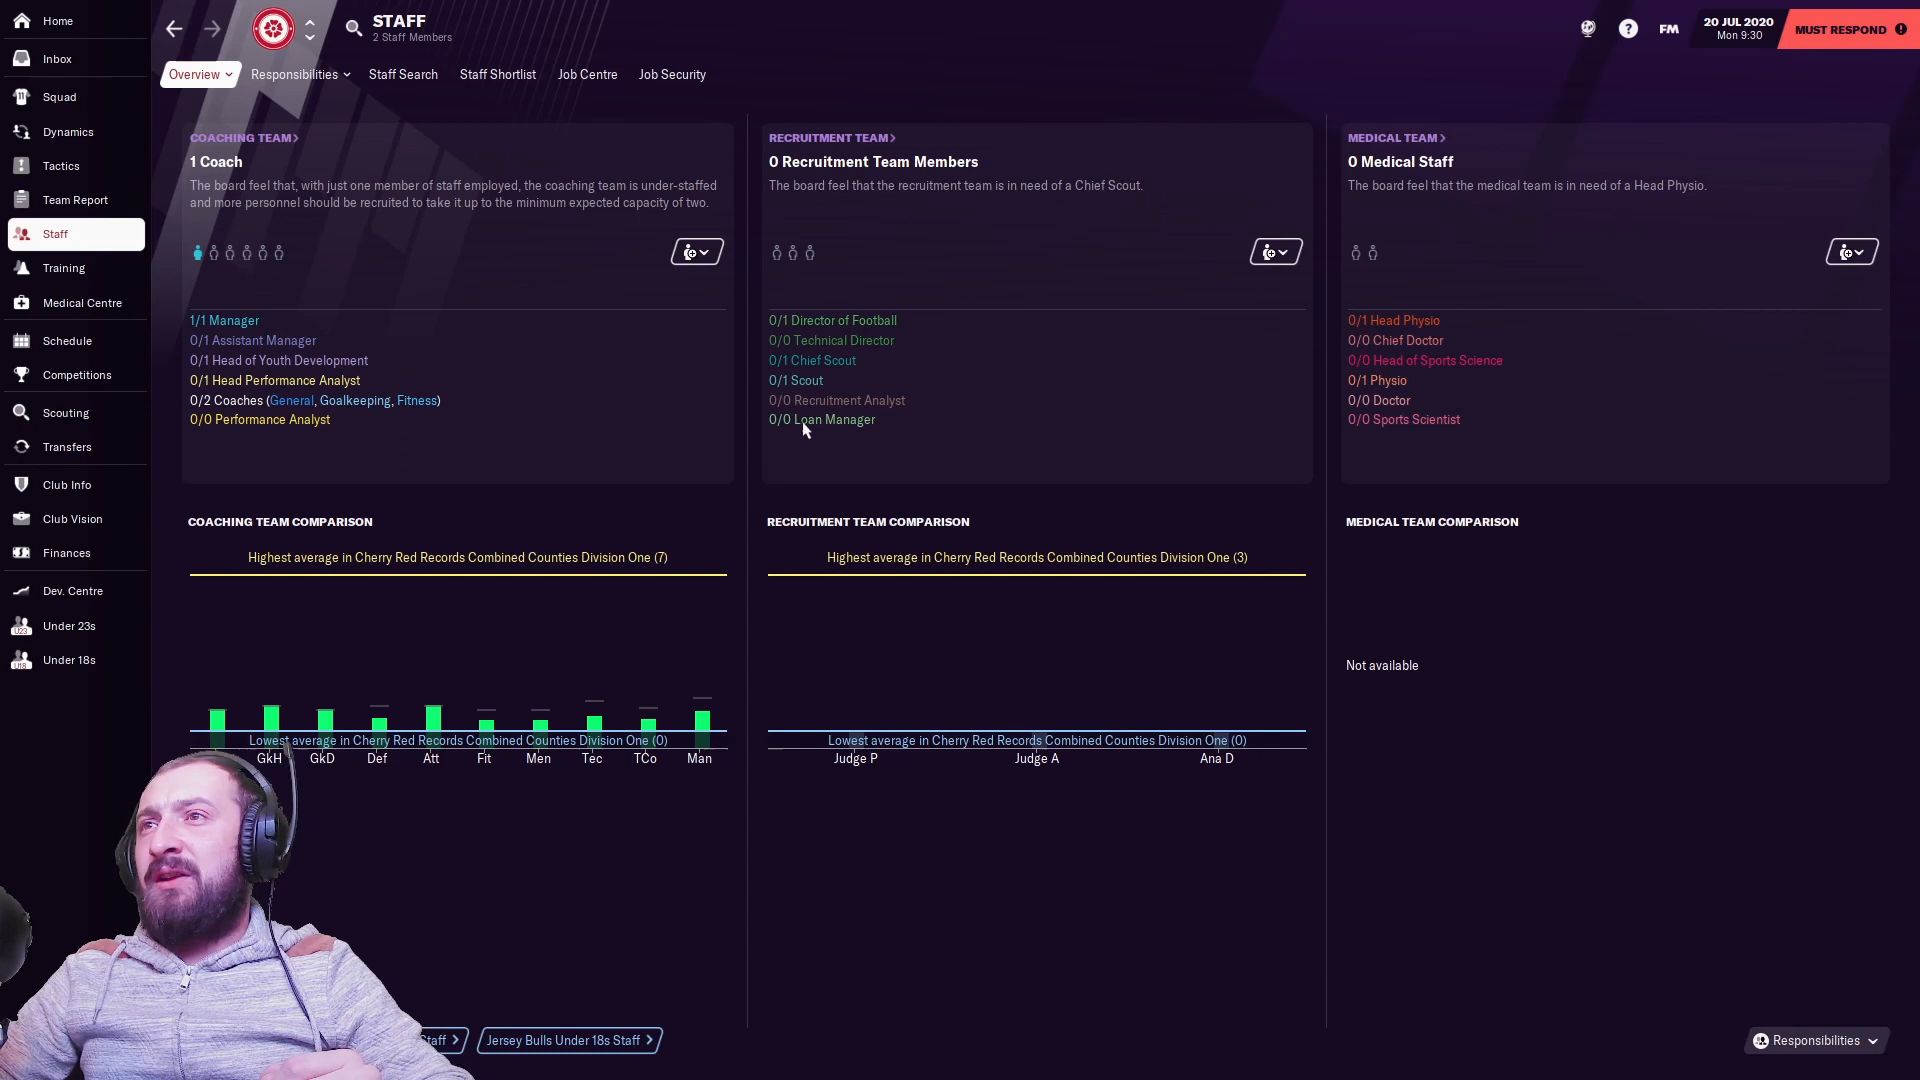 Home
Inbox
Squad
Dynamics
Tactics
Team Report
Staff
Training
Medical Centre
Schedule
Competitions
Scouting
Transfers
Club Info
Club Vision
Finances
Dev. Centre
U23
Under 23s
U18
Under 18s
STAFF
2 Staff Members
FM
20 JUL 2020
Mon 9:30
MUST RESPOND
Overview
Responsibilities
Staff Search
Staff Shortlist
Job Centre
Job Security
COACHING TEAM
1 Coach
The board feel that, with just one member of staff employed, the coaching team is under-staffed
and more personnel should be recruited to take it up to the minimum expected capacity of two.
1/1 Manager
0/1 Assistant Manager
0/1 Head of Youth Development
0/1 Head Performance Analyst
0/2 Coaches (General, Goalkeeping, Fitness)
0/0 Performance Analyst
RECRUITMENT TEAM
0 Recruitment Team Members
The board feel that the recruitment team is in need of a Chief Scout.
0/1 Director of Football
0/0 Technical Director
0/1 Chief Scout
0/1 Scout
0/0 Recruitment Analyst
0/0 Loan Manager
MEDICAL TEAM
0 Medical Staff
The board feel that the medical team is in need of a Head Physio.
0/1 Head Physio
0/0 Chief Doctor
0/0 Head of Sports Science
0/1 Physio
0/0 Doctor
0/0 Sports Scientist
COACHING TEAM COMPARISON
Highest average in Cherry Red Records Combined Counties Division One (7)
Lowest average in Cherry Red Records Combined Counties Division One (0)
GkH GkD Def Att Fit Men Tec TCo Man
RECRUITMENT TEAM COMPARISON
Highest average in Cherry Red Records Combined Counties Division One (3)
Lowest average in Cherry Red Records Combined Counties Division One (0)
Judge P Judge A Ana D
MEDICAL TEAM COMPARISON
Not available
Staff
Jersey Bulls Under 18s Staff
Responsibilities